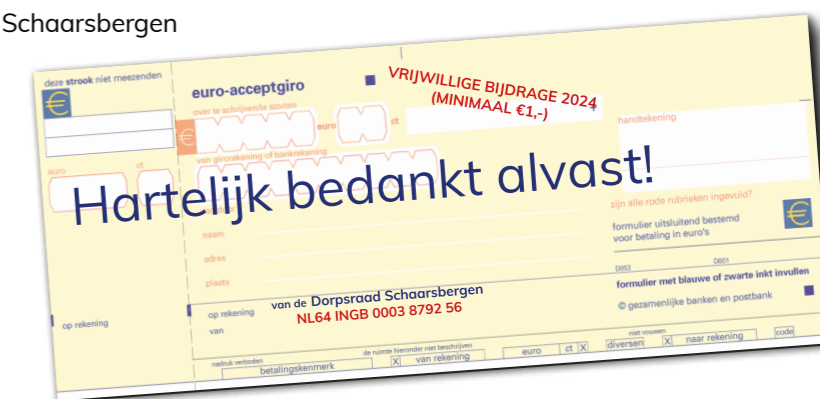 Schaarsbergen
deze strook niet meezenden
euro-acceptgiro
VRIJWILLIGE BIJDRAGE 2024
(MINIMAAL €1,-)
over te schrijven/te storten
€
€
euro
ct
handtekening
van girorekening of bankrekening
euro
ct
Hartelijk bedankt alvast!
zijn alle rode rubrieken ingevuld?
naam
formulier uitsluitend bestemd
voor betaling in euro's
€
adres
plaats
D053
D001
formulier met blauwe of zwarte inkt invullen
op rekening
op rekening
van de Dorpsraad Schaarsbergen
van
NL64 INGB 0003 8792 56
© gezamenlijke banken en postbank
nadruk verboden
de ruimte hieronder niet beschrijven
niet vouwen
betalingskenmerk
X
van rekening
euro
ct
X
diversen
X
naar rekening
code